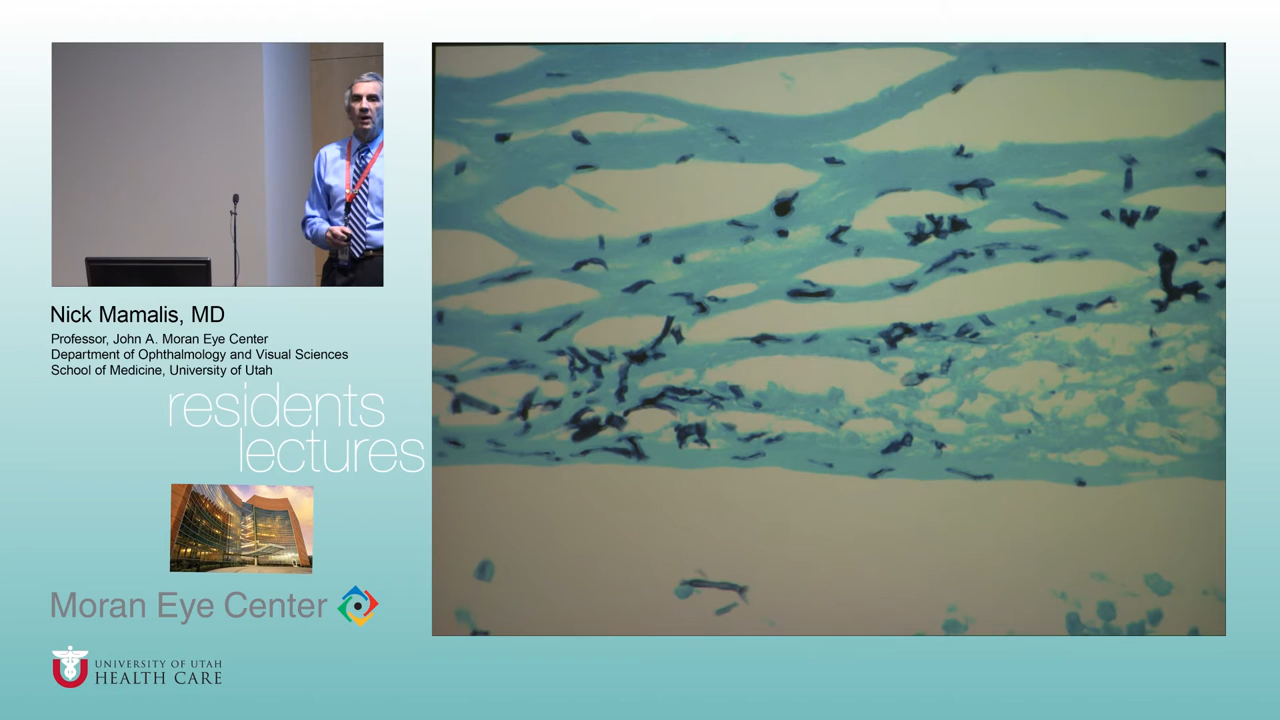 Nick Mamalis, MD
Professor, John A. Moran Eye Center
Department of Ophthalmology and Visual Sciences
School of Medicine, University of Utah
residents
lectures
Moran Eye Center
UNIVERSITY OF UTAH
HEALTH CARE